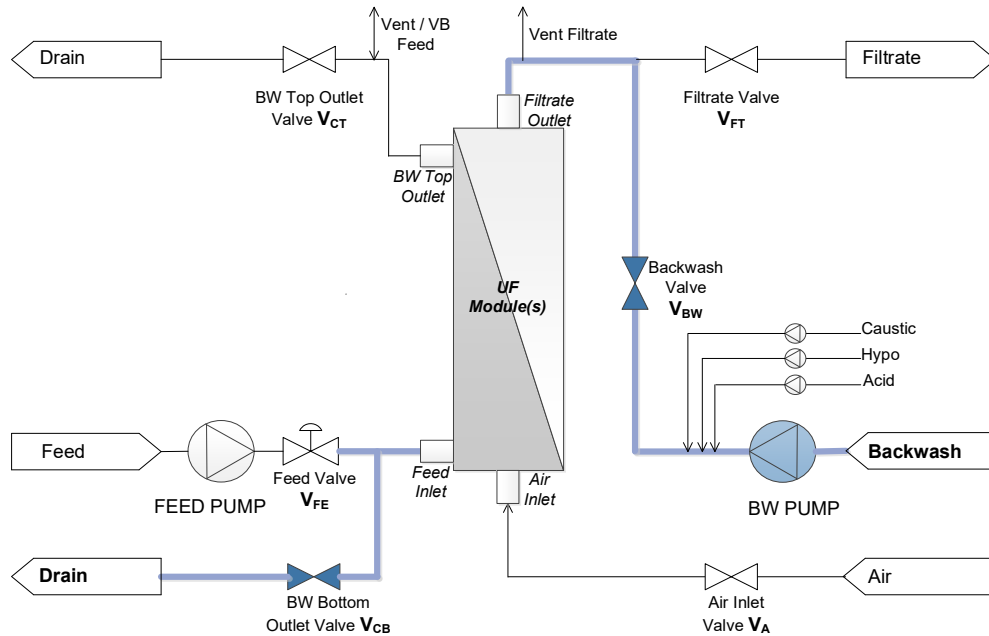 Vent / VB
Feed
Drain
Vent Filtrate
Filtrate
BW Top Outlet
Valve VCT
Filtrate
Outlet
Filtrate Valve
VFT
BW Top
Outlet
UF
Module(s)
Backwash
Valve
VBW
Caustic
Hypo
Acid
Feed
Feed Valve
VFE
FEED PUMP
Feed
Inlet
Air
Inlet
Backwash
BW PUMP
Drain
BW Bottom
Outlet Valve VCB
Air Inlet
Valve VA
Air